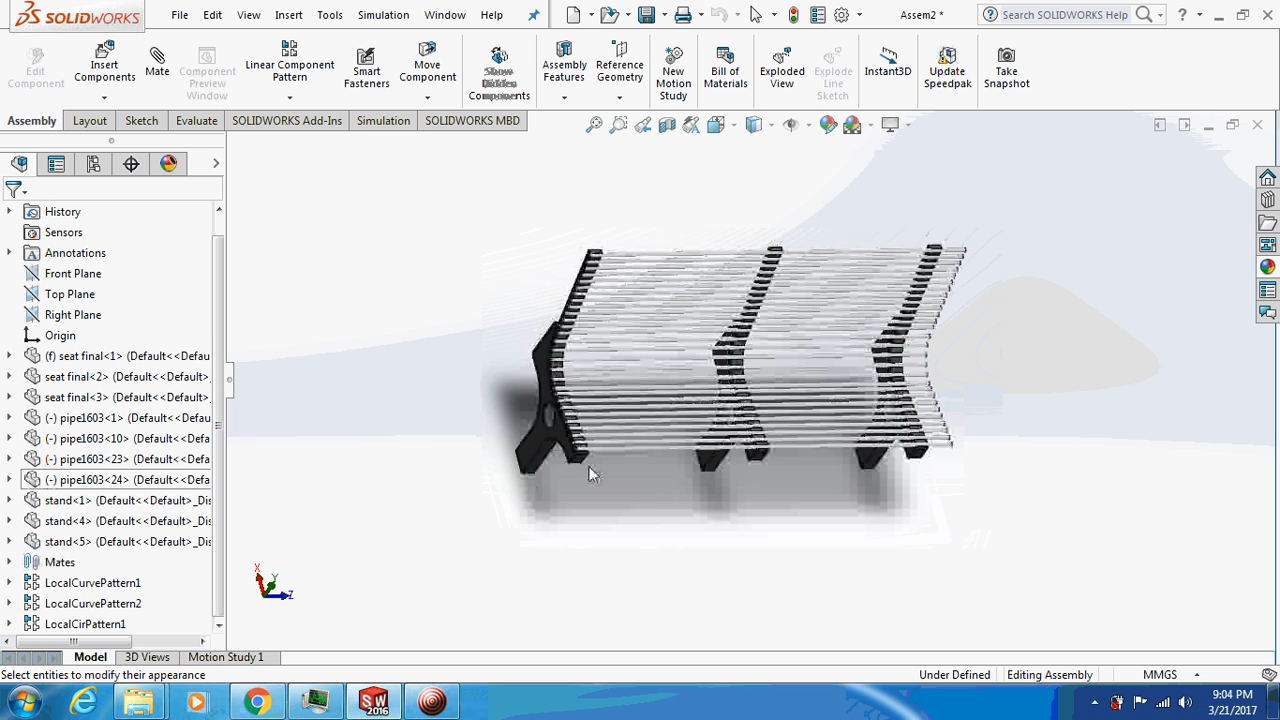 SOLIDWORKS File Edit View Insert Tools Simulation Window Help Assem2 * Search SOLIDWORKS Help
Edit Component
Insert Components
Mate
Component Preview Window
Linear Component Pattern
Smart Fasteners
Move Component
Show Hidden Components
Assembly Features
Reference Geometry
New Motion Study
Bill of Materials
Exploded View
Explode Line Sketch
Instant3D
Update Speedpak
Take Snapshot
Assembly Layout Sketch Evaluate SOLIDWORKS Add-Ins Simulation SOLIDWORKS MBD
History
Sensors
Annotations
Front Plane
Top Plane
Right Plane
Origin
(f) seat final<1> (Default<<Defau
seat final<2> (Default<<Default>
seat final<3> (Default<<Default>
(-) pipe1603<1> (Default<<Defau
(-) pipe1603<10> (Default<<Defa
(-) pipe1603<23> (Default<<Defa
(-) pipe1603<24> (Default<<Defa
stand<1> (Default<<Default>_Dis
stand<4> (Default<<Default>_Dis
stand<5> (Default<<Default>_Dis
Mates
LocalCurvePattern1
LocalCurvePattern2
LocalCirPattern1
X
Y
Z
Model 3D Views Motion Study 1
Select entities to modify their appearance Under Defined Editing Assembly MMGS
SW 2016
9:04 PM
3/21/2017